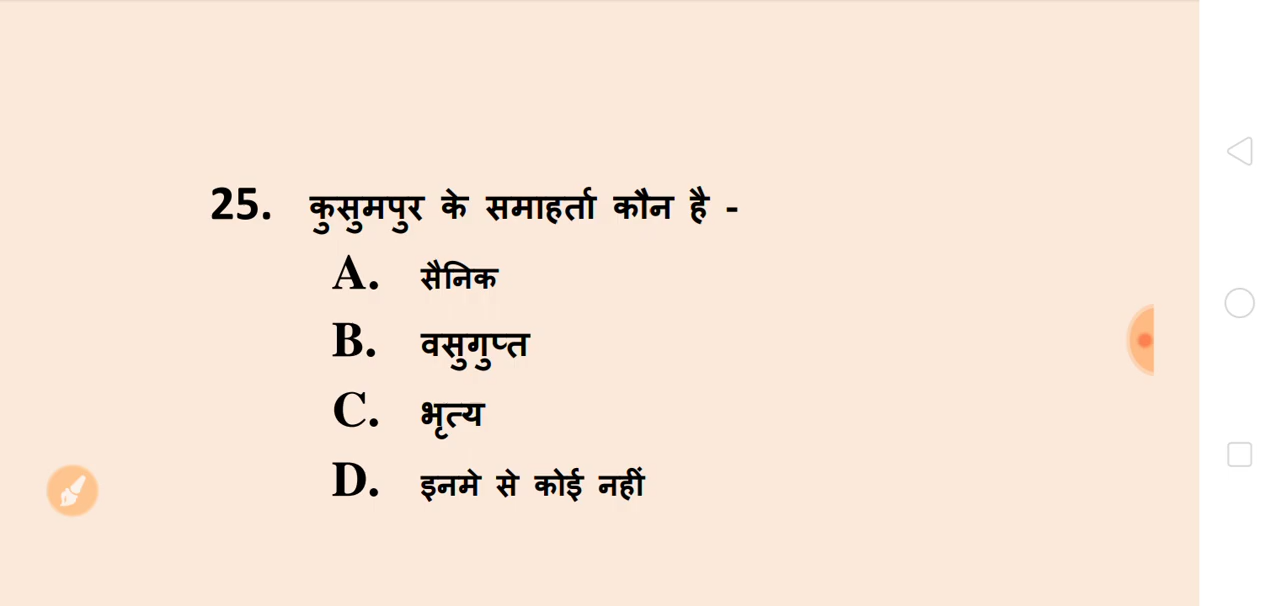 25. कुसुमपुर के समाहर्ता कौन है -
A. सैनिक
B. वसुगुप्त
C. भृत्य
D. इनमे से कोई नहीं